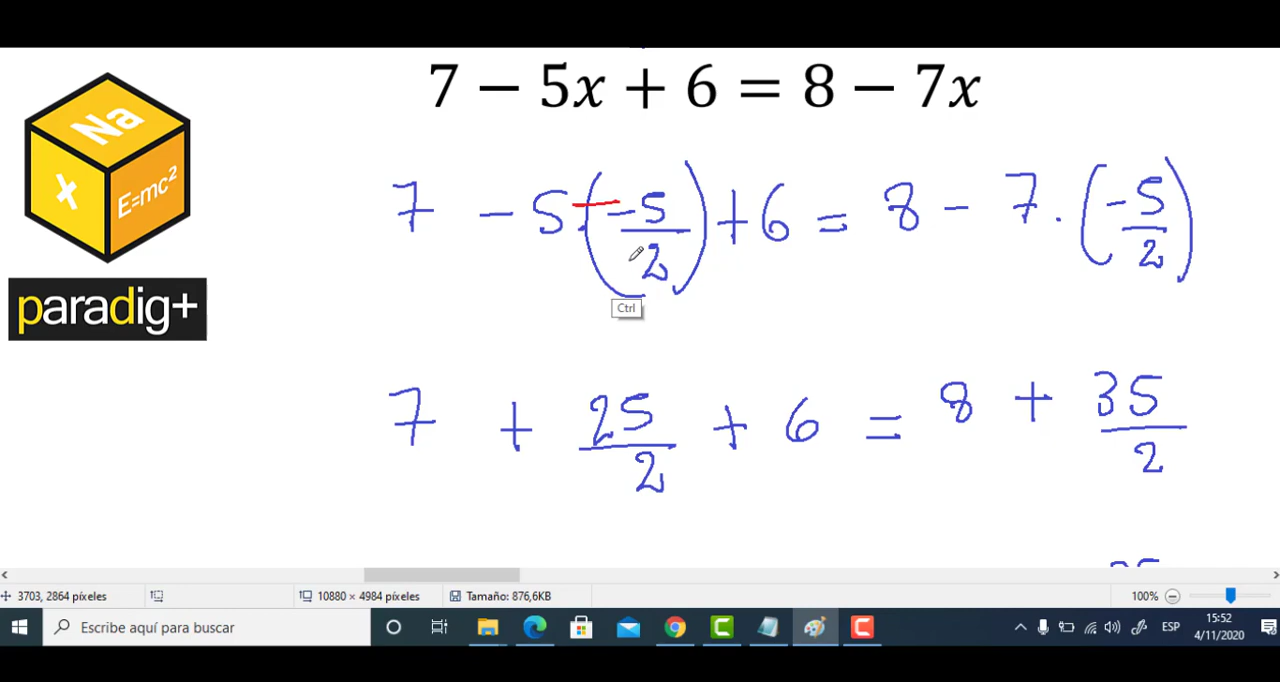 7 − 5x + 6 = 8 − 7x
Na
x
E=mc²
paradig+
7 − 5·(−5/2) + 6 = 8 − 7·(−5/2)
Ctrl
7 + 25/2 + 6 = 8 + 35/2
3703, 2864 píxeles
10880 × 4984 píxeles
Tamaño: 876,6KB
100%
Escribe aquí para buscar
ESP
15:52
4/11/2020